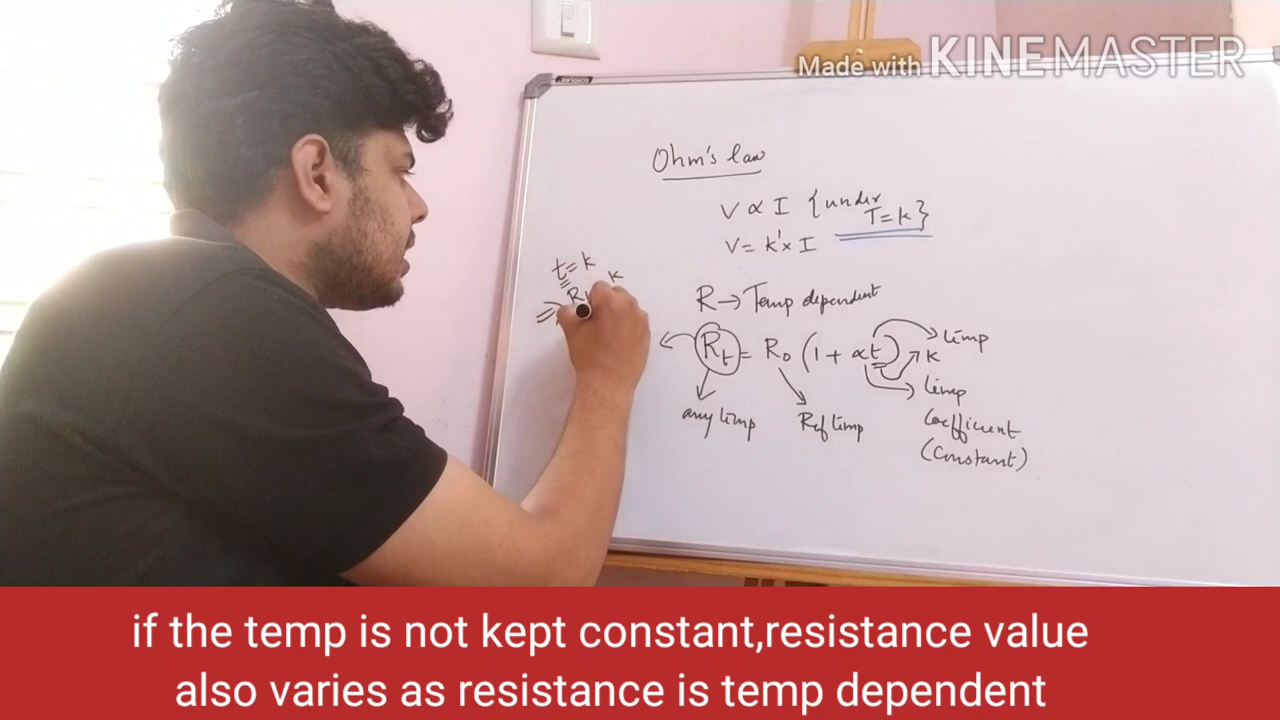 Made with KINEMASTER
SCHOLAR
Ohm's law
V ∝ I {under
T=k}
V= k'× I
t=k
k
R → Temp dependent
Rt = R0 (1 + αt)
temp
k
temp
any temp
Ref temp
Coefficient
(Constant)
if the temp is not kept constant,resistance value
also varies as resistance is temp dependent